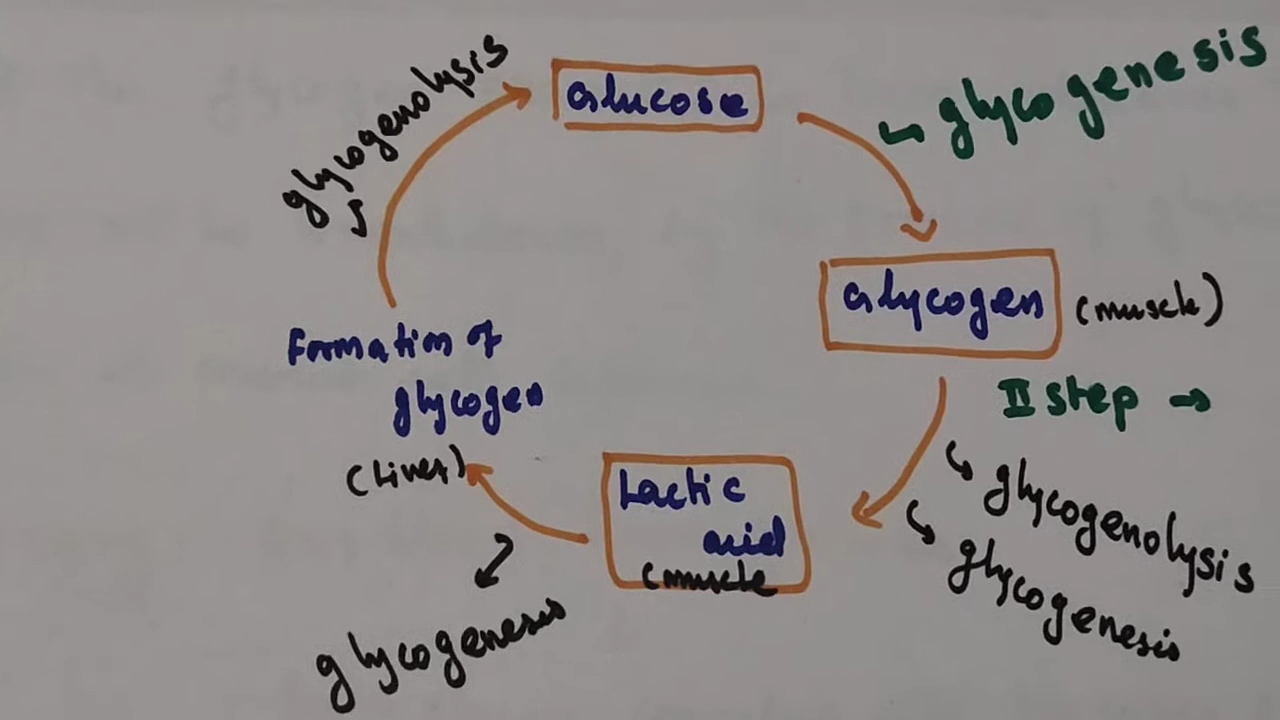 Glucose
glycogenesis
glycogenolysis
Glycogen (muscle)
II step →
glycogenolysis
glycogenesis
Lactic
acid
(muscle
Formation of
glycogen
(Liver)
glycogenesis